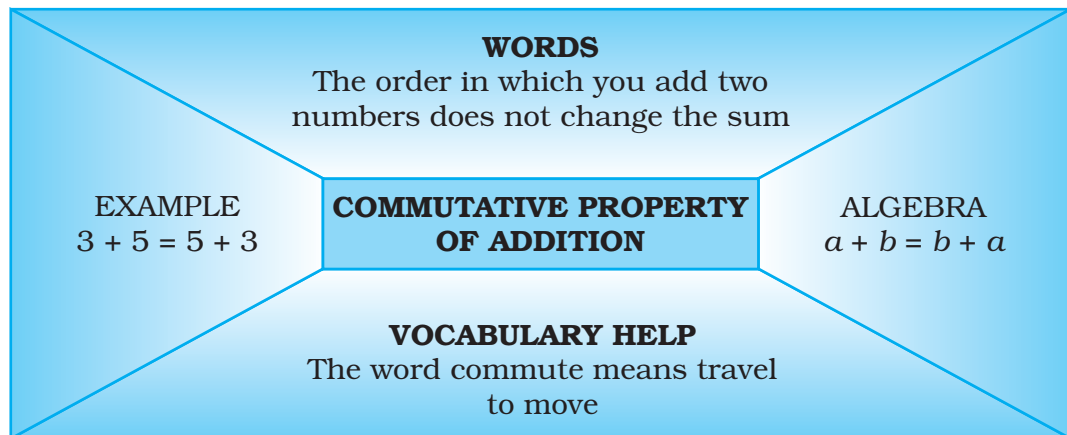 WORDS
The order in which you add two
numbers does not change the sum
EXAMPLE
3 + 5 = 5 + 3
COMMUTATIVE PROPERTY
OF ADDITION
ALGEBRA
a + b = b + a
VOCABULARY HELP
The word commute means travel
to move